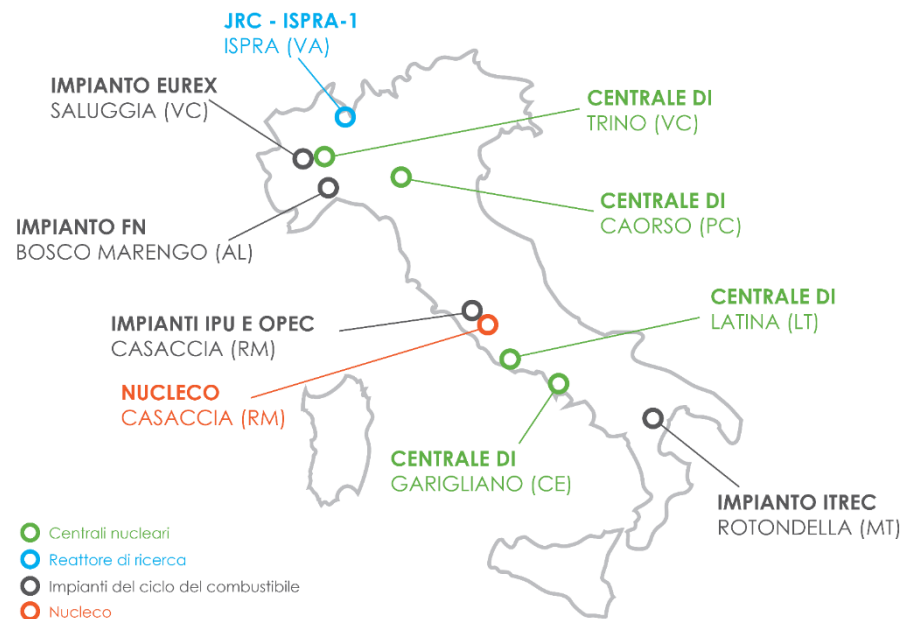 JRC - ISPRA-1
ISPRA (VA)
IMPIANTO EUREX
SALUGGIA (VC)
CENTRALE DI
TRINO (VC)
CENTRALE DI
CAORSO (PC)
IMPIANTO FN
BOSCO MARENGO (AL)
CENTRALE DI
LATINA (LT)
IMPIANTI IPU E OPEC
CASACCIA (RM)
NUCLECO
CASACCIA (RM)
CENTRALE DI
GARIGLIANO (CE)
IMPIANTO ITREC
ROTONDELLA (MT)
Centrali nucleari
Reattore di ricerca
Impianti del ciclo del combustibile
Nucleco